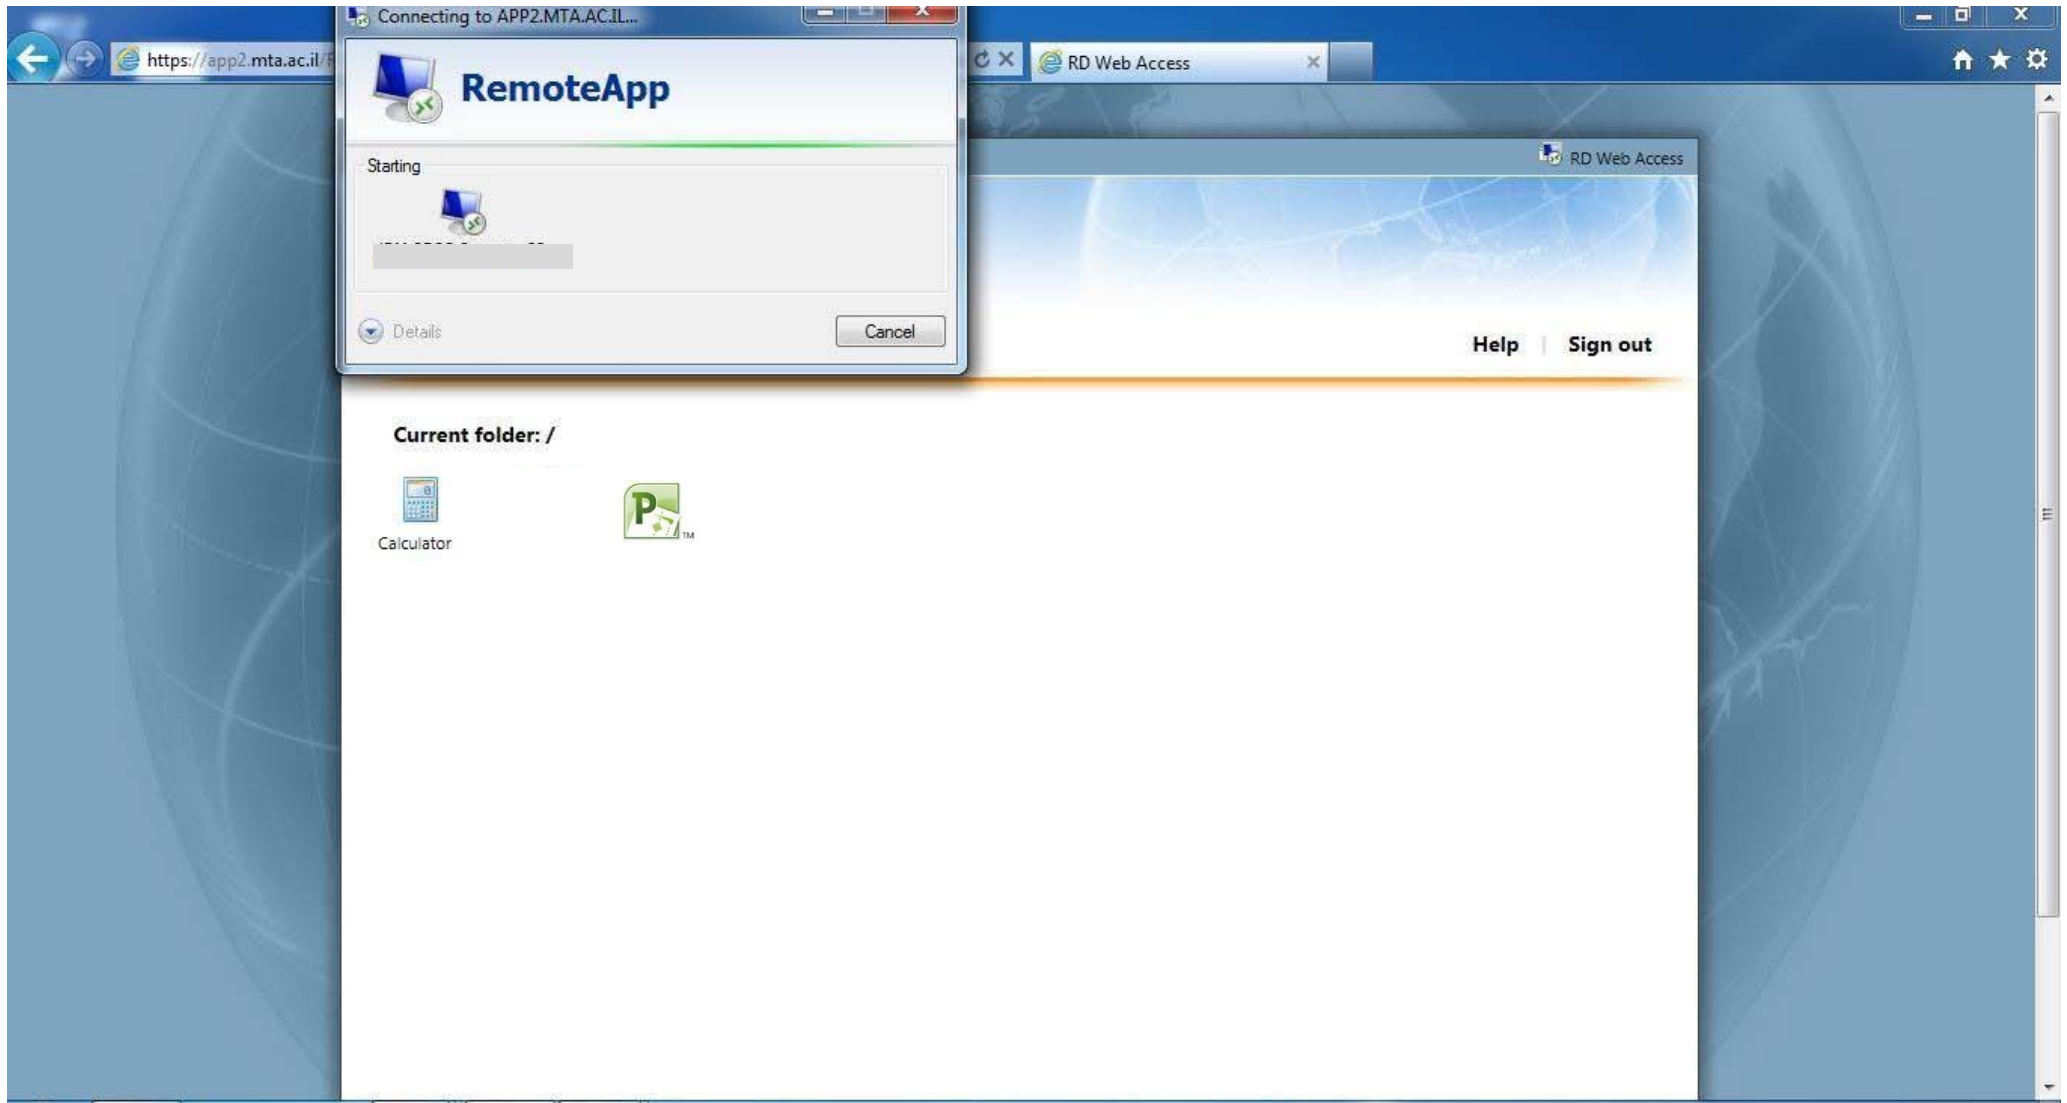 Connecting to APP2.MTA.AC.IL...
https://app2.mta.ac.il/
RD Web Access
RemoteApp
RD Web Access
Starting
Details
Cancel
Help
Sign out
Current folder: /
Calculator
P
TM